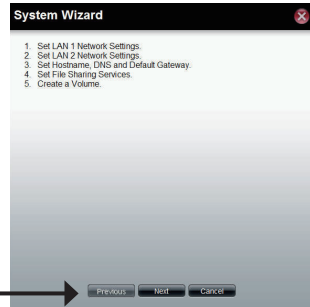 System Wizard
1. Set LAN 1 Network Settings.
2. Set LAN 2 Network Settings.
3. Set Hostname, DNS and Default Gateway.
4. Set File Sharing Services.
5. Create a Volume.
Previous Next Cancel